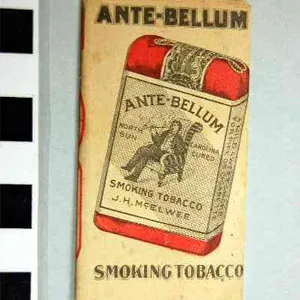 ANTE-BELLUM
ANTE-BELLUM
NORTH CAROLINA
SUN CURED
SMOKING TOBACCO
J. H. McELWEE
SMOKING TOBACCO